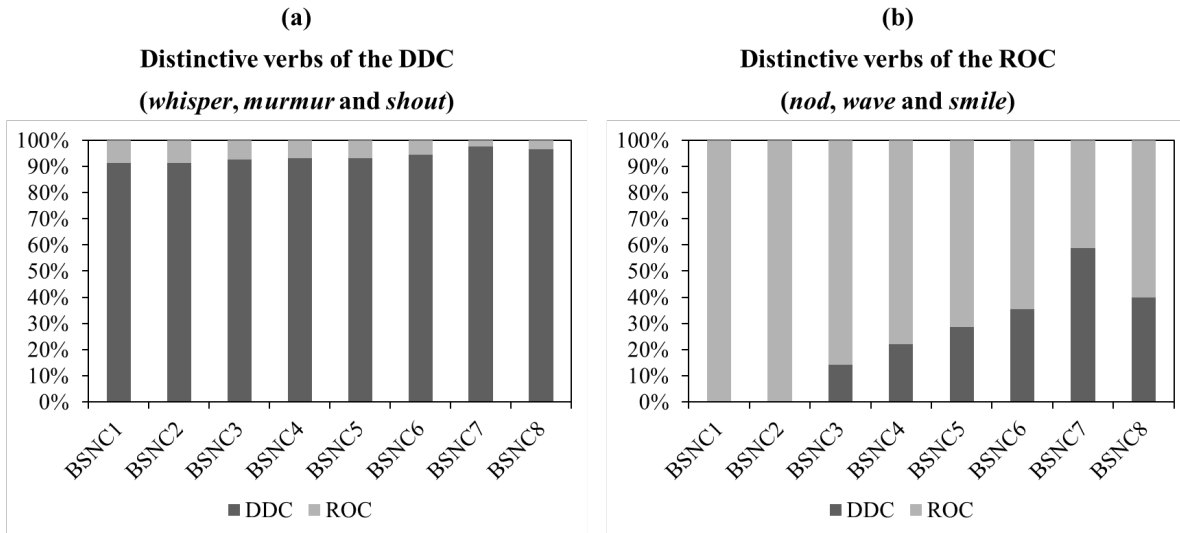 (a)
Distinctive verbs of the DDC
(whisper, murmur and shout)
100%
90%
80%
70%
60%
50%
40%
30%
20%
10%
0%
BSNC1
BSNC2
BSNC3
BSNC4
BSNC5
BSNC6
BSNC7
BSNC8
DDC ROC
(b)
Distinctive verbs of the ROC
(nod, wave and smile)
100%
90%
80%
70%
60%
50%
40%
30%
20%
10%
0%
BSNC1
BSNC2
BSNC3
BSNC4
BSNC5
BSNC6
BSNC7
BSNC8
DDC ROC